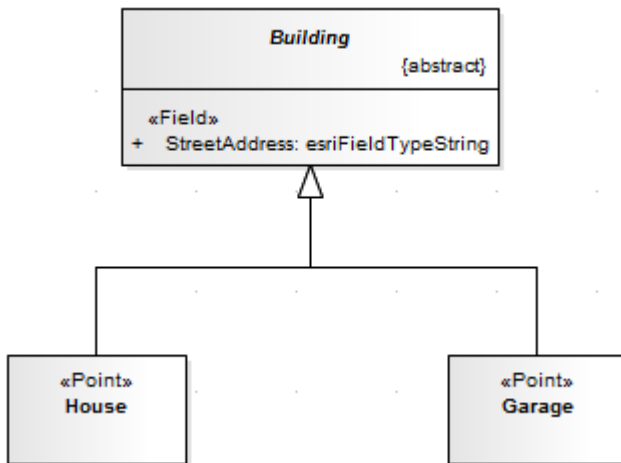 Building
{abstract}
«Field»
+ StreetAddress: esriFieldTypeString
«Point»
House
«Point»
Garage